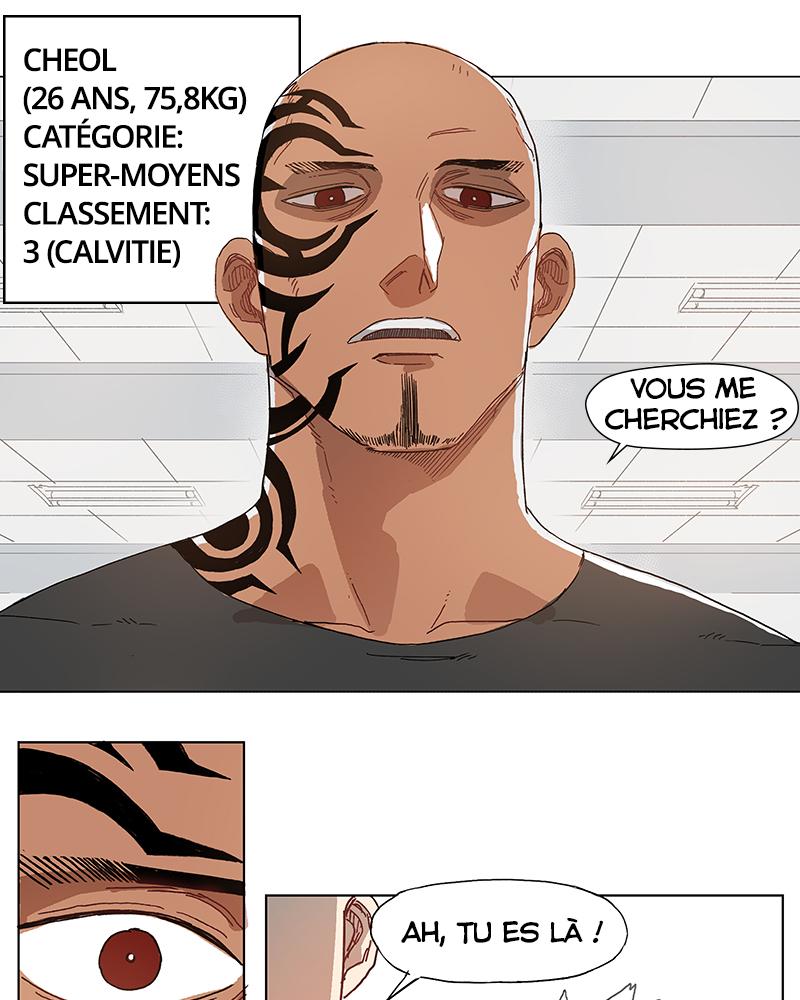 CHEOL
(26 ANS, 75,8KG)
CATÉGORIE:
SUPER-MOYENS
CLASSEMENT:
3 (CALVITIE)
VOUS ME
CHERCHIEZ ?
AH, TU ES LÀ !